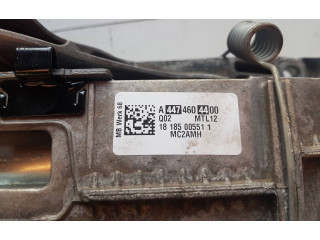 MB Werk 68
A 447 460 44 00
Q02 MTL12
18 185 00551 1
MC2AMH